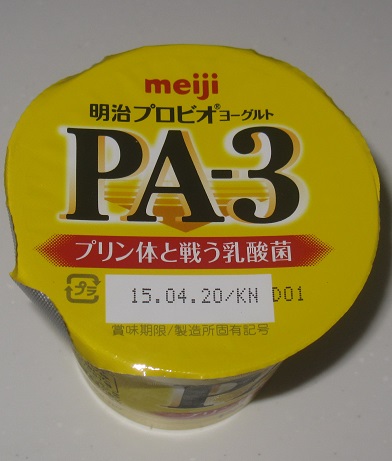 meiji
明治プロビオ®ヨーグルト
PA-3
プリン体と戦う乳酸菌
プラ
15.04.20/KN D01
賞味期限/製造所固有記号